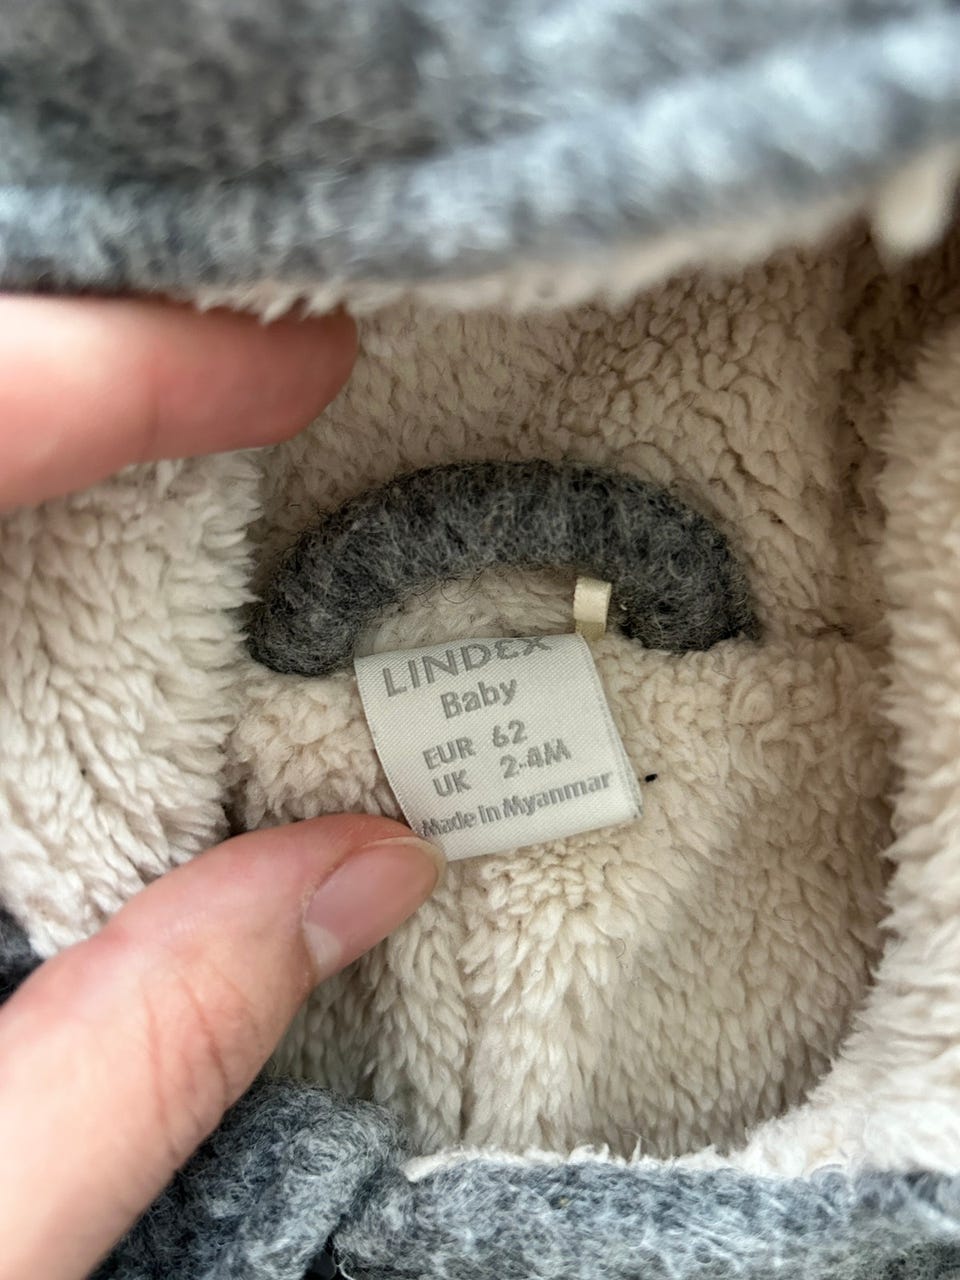 LINDEX
Baby
EUR 62
UK 2-4M
Made in Myanmar